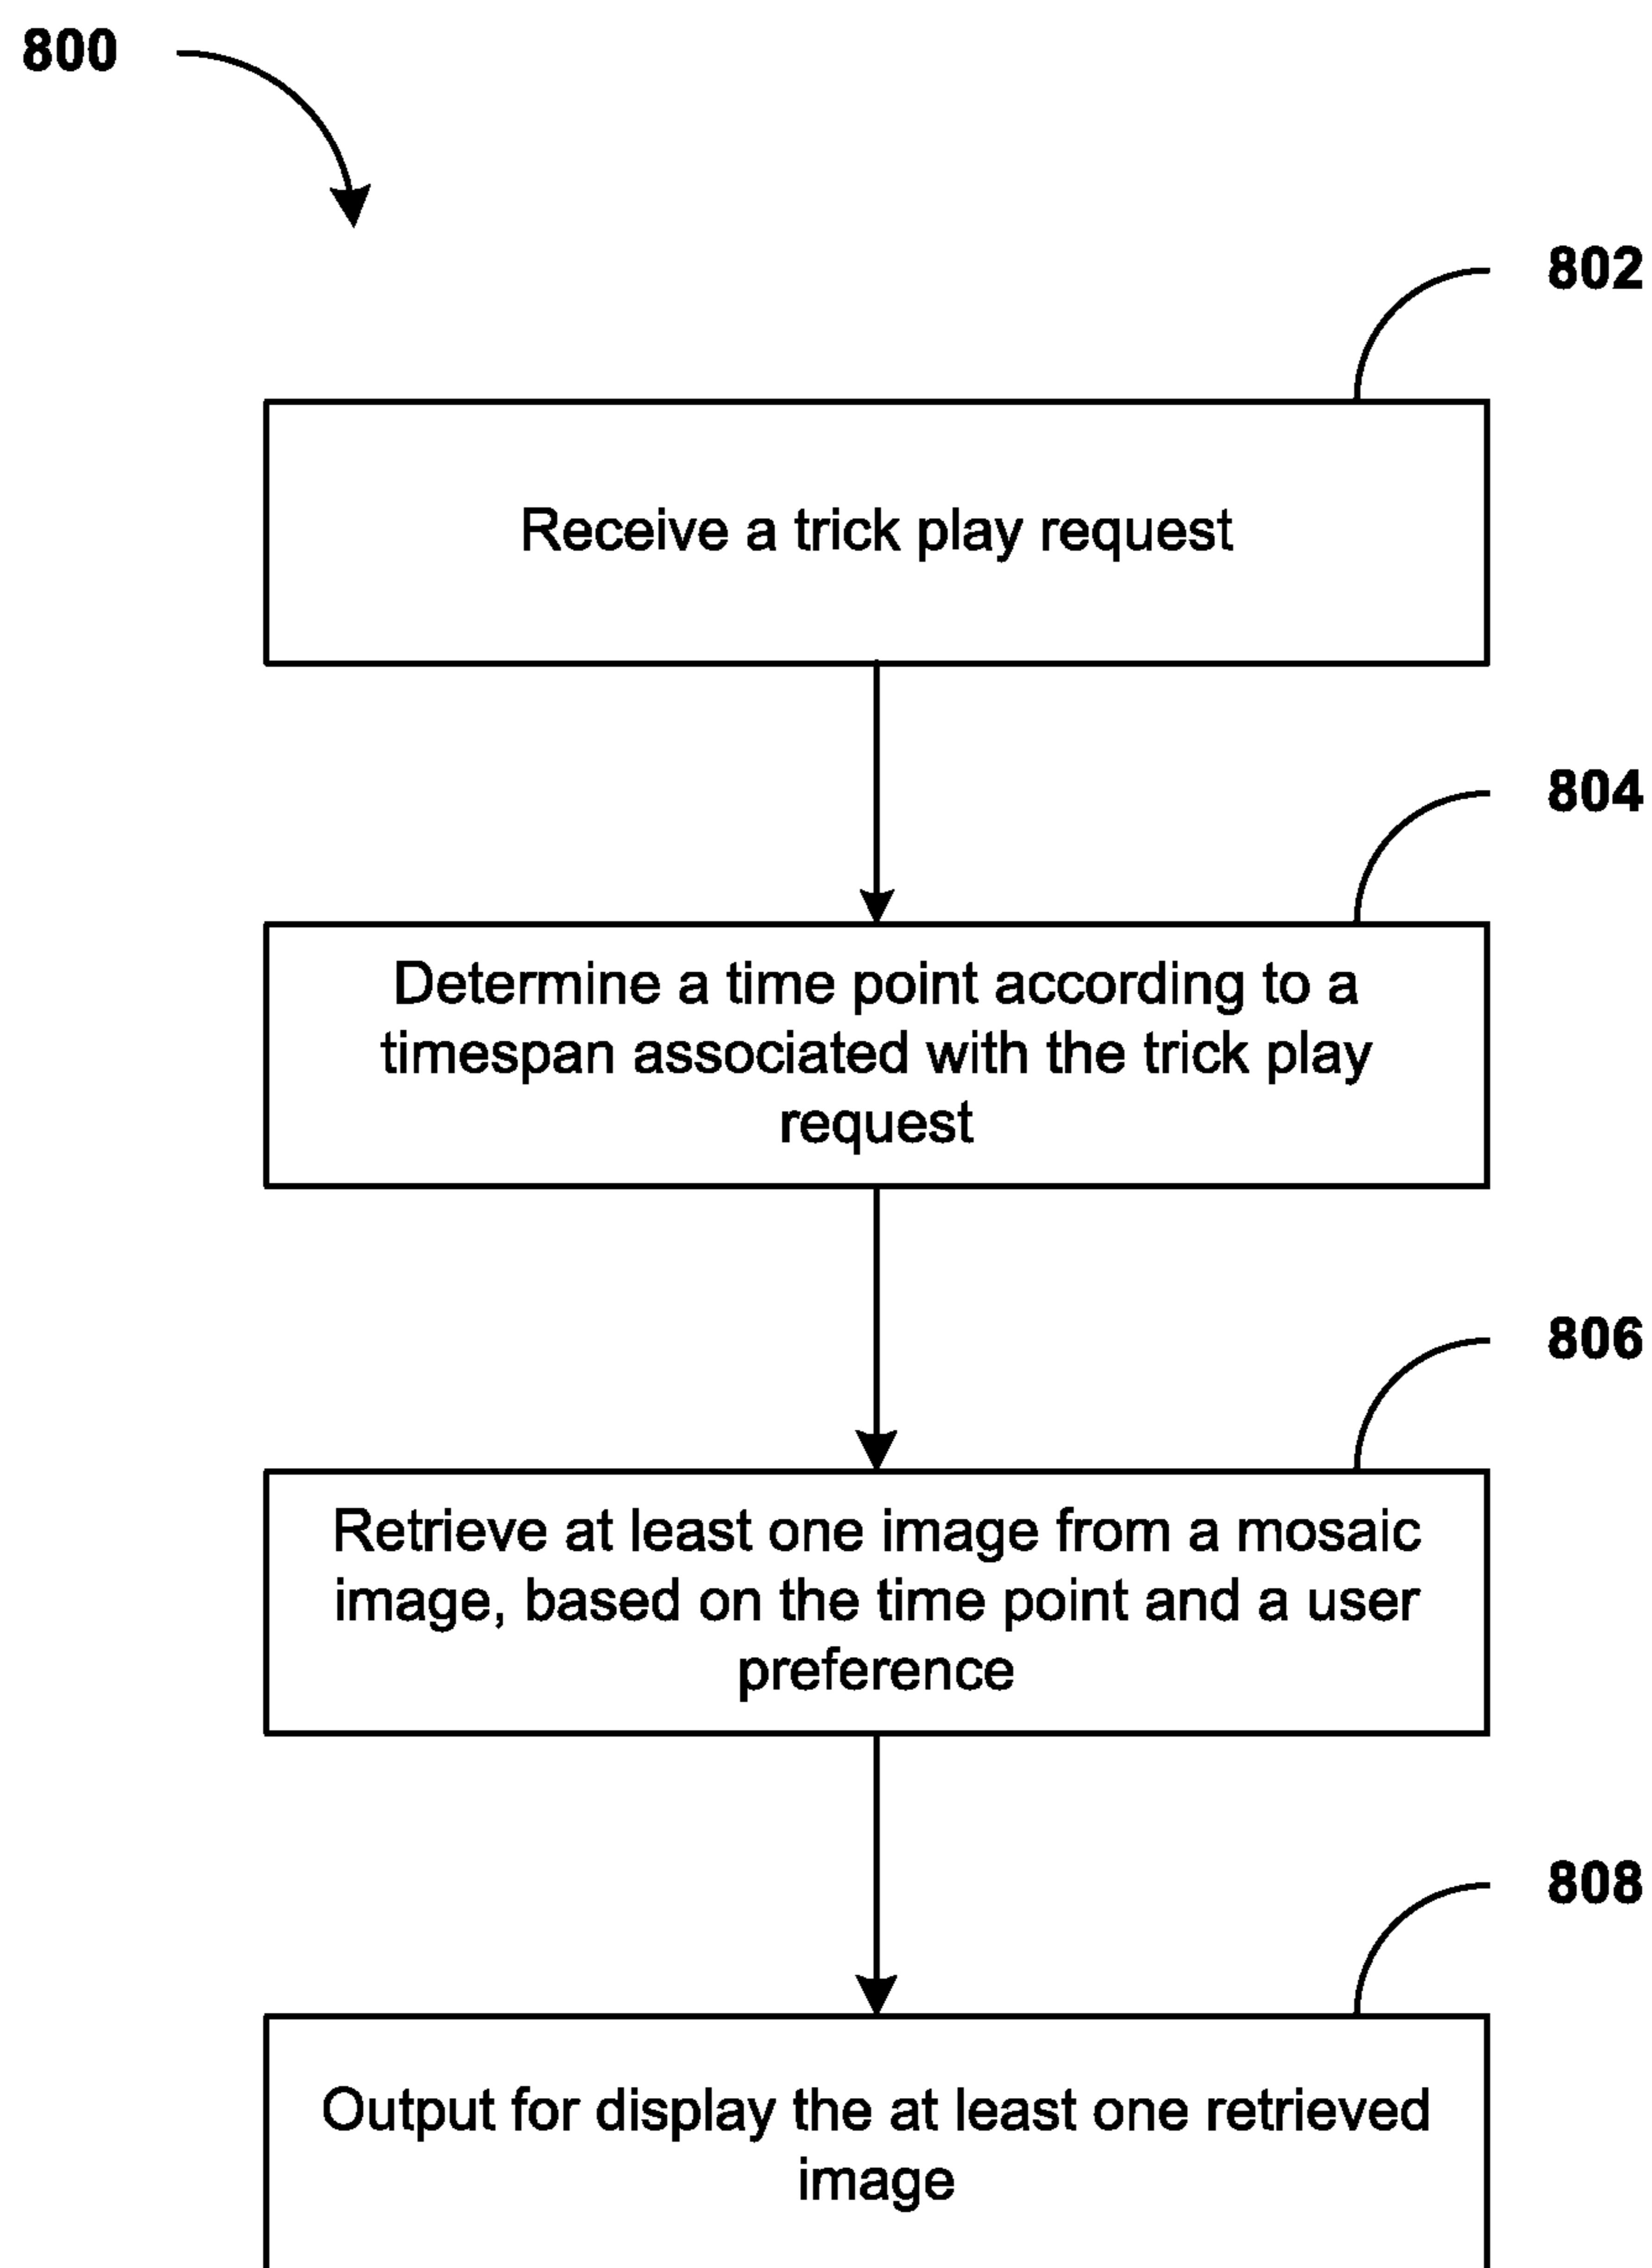 800
802
Receive a trick play request
804
Determine a time point according to a
timespan associated with the trick play
request
806
Retrieve at least one image from a mosaic
image, based on the time point and a user
preference
808
Output for display the at least one retrieved
image